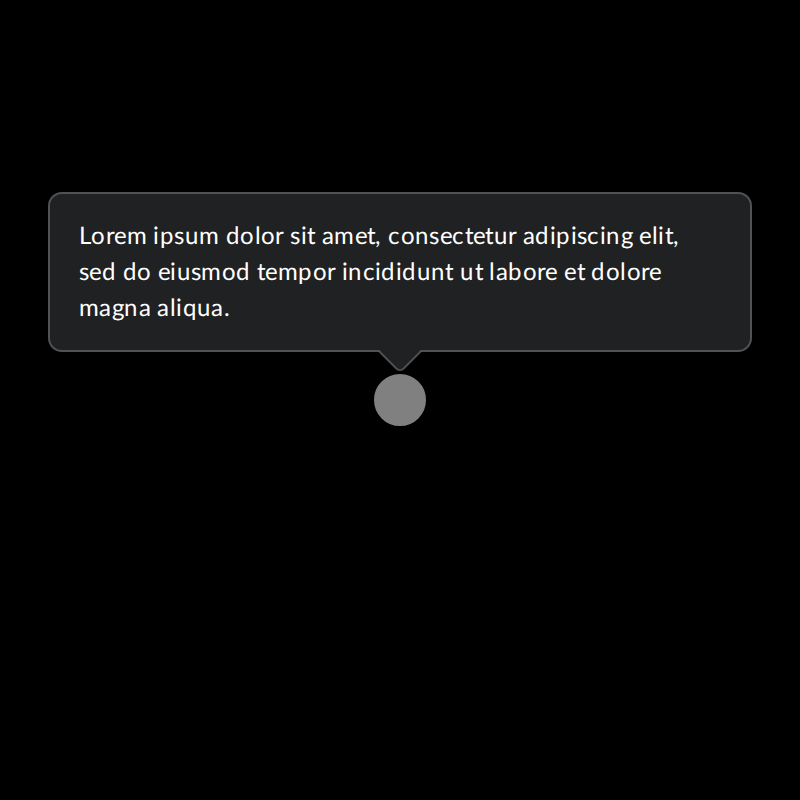 Lorem ipsum dolor sit amet, consectetur adipiscing elit,
sed do eiusmod tempor incididunt ut labore et dolore
magna aliqua.